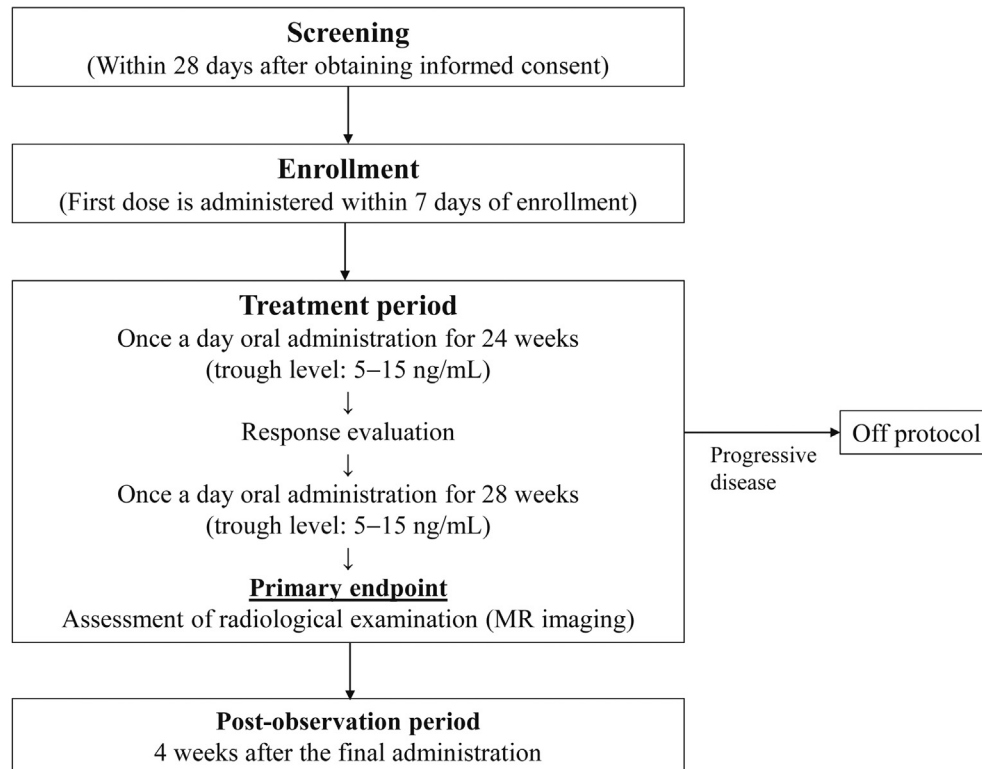 Screening
(Within 28 days after obtaining informed consent)
Enrollment
(First dose is administered within 7 days of enrollment)
Treatment period
Once a day oral administration for 24 weeks
(trough level: 5–15 ng/mL)
↓
Response evaluation
↓
Once a day oral administration for 28 weeks
(trough level: 5–15 ng/mL)
↓
Primary endpoint
Assessment of radiological examination (MR imaging)
Off protocol
Progressive
disease
Post-observation period
4 weeks after the final administration